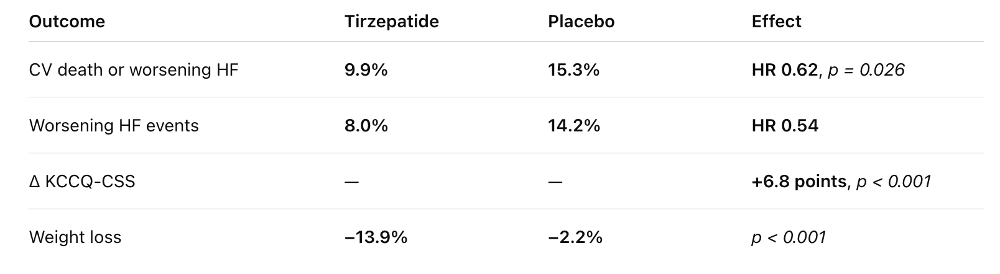 Outcome Tirzepatide Placebo Effect
CV death or worsening HF 9.9% 15.3% HR 0.62, p = 0.026
Worsening HF events 8.0% 14.2% HR 0.54
Δ KCCQ-CSS — — +6.8 points, p < 0.001
Weight loss −13.9% −2.2% p < 0.001